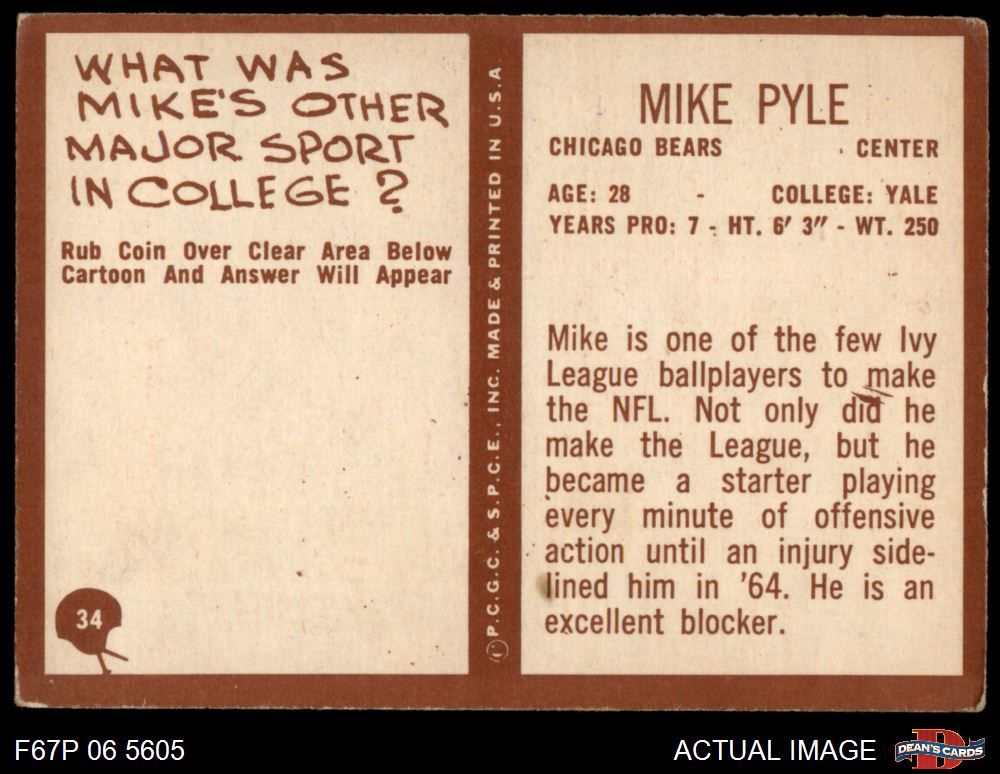 WHAT WAS
MIKE'S OTHER
MAJOR SPORT
IN COLLEGE ?
Rub Coin Over Clear Area Below
Cartoon And Answer Will Appear
34
©P.C.G.C. & S.P.C.E., INC. MADE & PRINTED IN U.S.A
MIKE PYLE
CHICAGO BEARS CENTER
AGE: 28 - COLLEGE: YALE
YEARS PRO: 7 - HT. 6' 3" - WT. 250
Mike is one of the few Ivy
League ballplayers to make
the NFL. Not only did he
make the League, but he
became a starter playing
every minute of offensive
action until an injury side-
lined him in '64. He is an
excellent blocker.
F67P 06 5605
ACTUAL IMAGE
DEAN'S CARDS